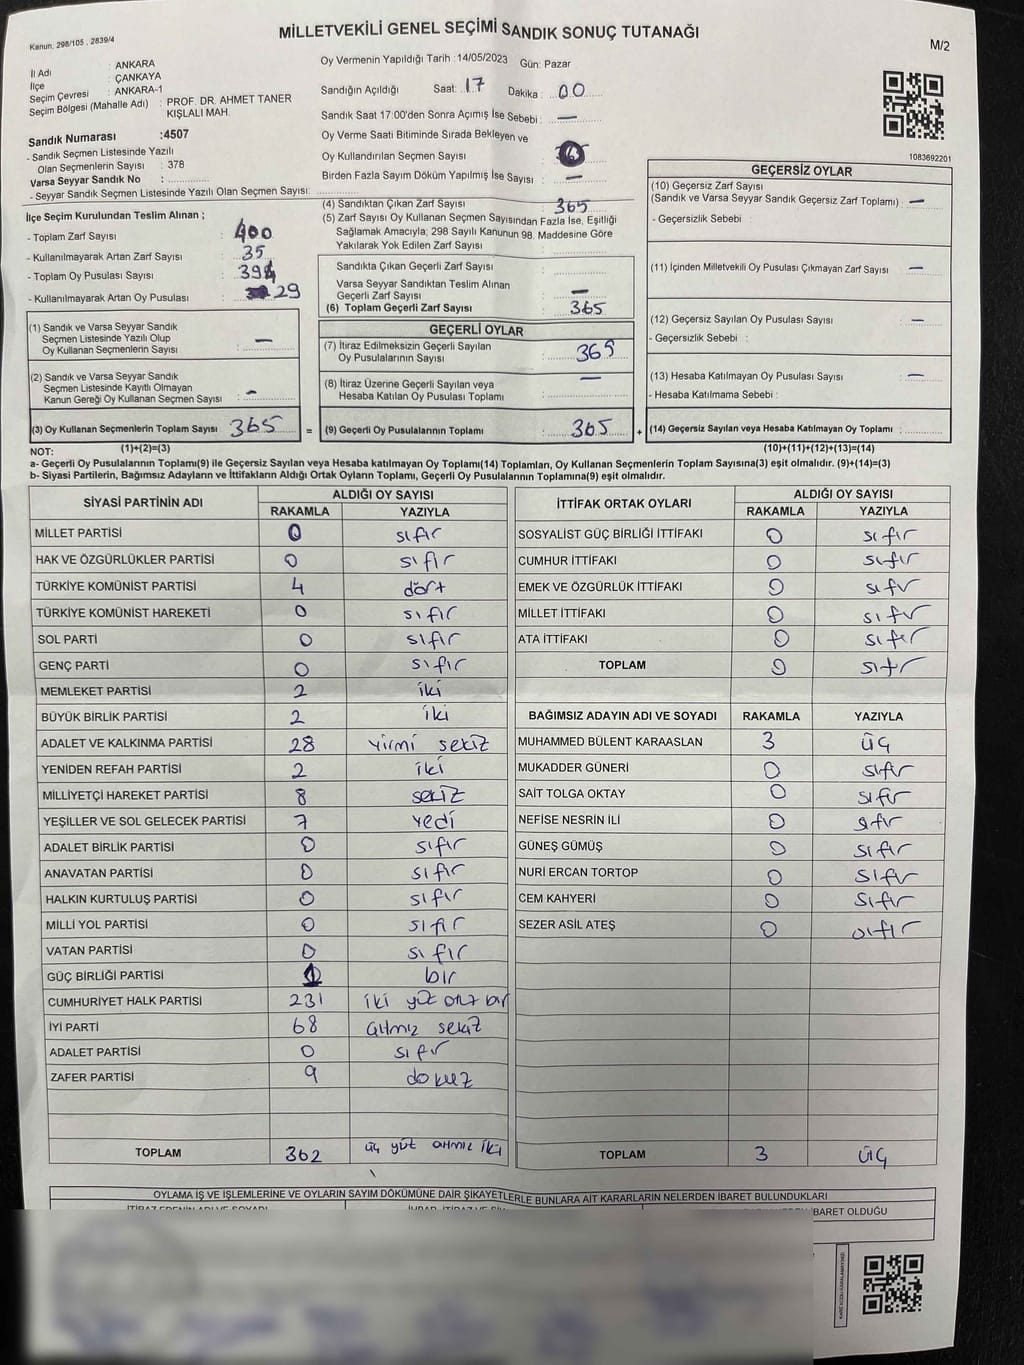 Kanun, 298/105 , 2839/4
MİLLETVEKİLİ GENEL SEÇİMİ SANDIK SONUÇ TUTANAĞI
M/2
İl Adı : ANKARA
İlçe : ÇANKAYA
Seçim Çevresi : ANKARA-1
Seçim Bölgesi (Mahalle Adı) : PROF. DR. AHMET TANER
KIŞLALI MAH.
Sandık Numarası :4507
- Sandık Seçmen Listesinde Yazılı
Olan Seçmenlerin Sayısı : 378
Varsa Seyyar Sandık No :
- Seyyar Sandık Seçmen Listesinde Yazılı Olan Seçmen Sayısı:
Oy Vermenin Yapıldığı Tarih : 14/05/2023 Gün: Pazar
Sandığın Açıldığı Saat: 17 Dakika : 00
Sandık Saat 17:00'den Sonra Açımış İse Sebebi : —
Oy Verme Saati Bitiminde Sırada Bekleyen ve
Oy Kullandırılan Seçmen Sayısı :
Birden Fazla Sayım Döküm Yapılmış İse Sayısı : —
1083692201
İlçe Seçim Kurulundan Teslim Alınan ;
- Toplam Zarf Sayısı : 400
- Kullanılmayarak Artan Zarf Sayısı : 35
- Toplam Oy Pusulası Sayısı : 394
- Kullanılmayarak Artan Oy Pusulası : 29
(4) Sandıktan Çıkan Zarf Sayısı : 365
(5) Zarf Sayısı Oy Kullanan Seçmen Sayısından Fazla İse, Eşitliği
Sağlamak Amacıyla; 298 Sayılı Kanunun 98. Maddesine Göre
Yakılarak Yok Edilen Zarf Sayısı :
Sandıkta Çıkan Geçerli Zarf Sayısı :
Varsa Seyyar Sandıktan Teslim Alınan
Geçerli Zarf Sayısı : —
(6) Toplam Geçerli Zarf Sayısı : 365
GEÇERSİZ OYLAR
(10) Geçersiz Zarf Sayısı
(Sandık ve Varsa Seyyar Sandık Geçersiz Zarf Toplamı) : —
- Geçersizlik Sebebi :
(11) İçinden Milletvekili Oy Pusulası Çıkmayan Zarf Sayısı : —
(12) Geçersiz Sayılan Oy Pusulası Sayısı : —
- Geçersizlik Sebebi :
(13) Hesaba Katılmayan Oy Pusulası Sayısı : —
- Hesaba Katılmama Sebebi :
(1) Sandık ve Varsa Seyyar Sandık
Seçmen Listesinde Yazılı Olup
Oy Kullanan Seçmenlerin Sayısı : —
(2) Sandık ve Varsa Seyyar Sandık
Seçmen Listesinde Kayıtlı Olmayan
Kanun Gereği Oy Kullanan Seçmen Sayısı : —
GEÇERLİ OYLAR
(7) İtiraz Edilmeksizin Geçerli Sayılan
Oy Pusulalarının Sayısı : 365
(8) İtiraz Üzerine Geçerli Sayılan veya
Hesaba Katılan Oy Pusulası Toplamı : —
(3) Oy Kullanan Seçmenlerin Toplam Sayısı : 365 = (9) Geçerli Oy Pusulalarının Toplamı : 365 + (14) Geçersiz Sayılan veya Hesaba Katılmayan Oy Toplamı :
NOT: (1)+(2)=(3) (10)+(11)+(12)+(13)=(14)
a- Geçerli Oy Pusulalarının Toplamı(9) ile Geçersiz Sayılan veya Hesaba katılmayan Oy Toplamı(14) Toplamları, Oy Kullanan Seçmenlerin Toplam Sayısına(3) eşit olmalıdır. (9)+(14)=(3)
b- Siyasi Partilerin, Bağımsız Adayların ve İttifakların Aldığı Ortak Oyların Toplamı, Geçerli Oy Pusulalarının Toplamına(9) eşit olmalıdır.
SİYASİ PARTİNİN ADI ALDIĞI OY SAYISI
RAKAMLA YAZIYLA
MİLLET PARTİSİ 0 sıfır
HAK VE ÖZGÜRLÜKLER PARTİSİ 0 sıfır
TÜRKİYE KOMÜNİST PARTİSİ 4 dört
TÜRKİYE KOMÜNİST HAREKETİ 0 sıfır
SOL PARTİ 0 sıfır
GENÇ PARTİ 0 sıfır
MEMLEKET PARTİSİ 2 iki
BÜYÜK BİRLİK PARTİSİ 2 iki
ADALET VE KALKINMA PARTİSİ 28 yirmi sekiz
YENİDEN REFAH PARTİSİ 2 iki
MİLLİYETÇİ HAREKET PARTİSİ 8 sekiz
YEŞİLLER VE SOL GELECEK PARTİSİ 7 yedi
ADALET BİRLİK PARTİSİ 0 sıfır
ANAVATAN PARTİSİ 0 sıfır
HALKIN KURTULUŞ PARTİSİ 0 sıfır
MİLLİ YOL PARTİSİ 0 sıfır
VATAN PARTİSİ 0 sıfır
GÜÇ BİRLİĞİ PARTİSİ 1 bir
CUMHURİYET HALK PARTİSİ 231 iki yüz otuz bir
İYİ PARTİ 68 altmız sekiz
ADALET PARTİSİ 0 sıfır
ZAFER PARTİSİ 9 dokuz
TOPLAM 362 üç yüz altmız iki
İTTİFAK ORTAK OYLARI ALDIĞI OY SAYISI
RAKAMLA YAZIYLA
SOSYALİST GÜÇ BİRLİĞİ İTTİFAKI 0 sıfır
CUMHUR İTTİFAKI 0 sıfır
EMEK VE ÖZGÜRLÜK İTTİFAKI 0 sıfır
MİLLET İTTİFAKI 0 sıfır
ATA İTTİFAKI 0 sıfır
TOPLAM 0 sıfır
BAĞIMSIZ ADAYIN ADI VE SOYADI RAKAMLA YAZIYLA
MUHAMMED BÜLENT KARAASLAN 3 üç
MUKADDER GÜNERİ 0 sıfır
SAİT TOLGA OKTAY 0 sıfır
NEFİSE NESRİN İLİ 0 sıfır
GÜNEŞ GÜMÜŞ 0 sıfır
NURİ ERCAN TORTOP 0 sıfır
CEM KAHYERİ 0 sıfır
SEZER ASİL ATEŞ 0 sıfır
TOPLAM 3 üç
OYLAMA İŞ VE İŞLEMLERİNE VE OYLARIN SAYIM DÖKÜMÜNE DAİR ŞİKAYETLERLE BUNLARA AİT KARARLARIN NELERDEN İBARET BULUNDUKLARI
İBARET OLDUĞU